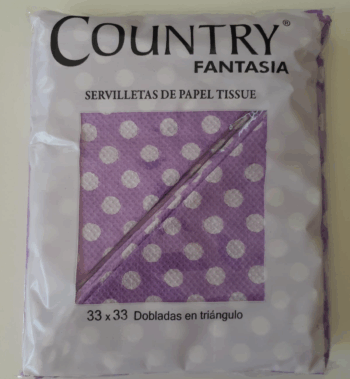 COUNTRY®
FANTASIA
SERVILLETAS DE PAPEL TISSUE
33 x 33 Dobladas en triángulo